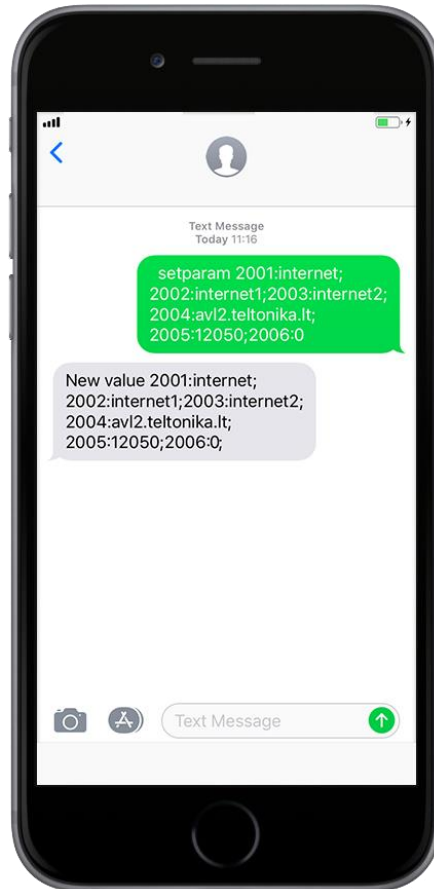 Text Message
Today 11:16
setparam 2001:internet;
2002:internet1;2003:internet2;
2004:avl2.teltonika.lt;
2005:12050;2006:0
New value 2001:internet;
2002:internet1;2003:internet2;
2004:avl2.teltonika.lt;
2005:12050;2006:0;
Text Message